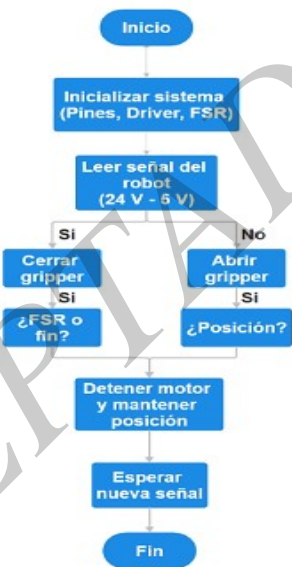 Inicio
Inicializar sistema
(Pines, Driver, FSR)
Leer señal del
robot
(24 V - 5 V)
Si
No
Cerrar
gripper
Abrir
gripper
Si
Si
¿FSR o
fin?
¿Posición?
Detener motor
y mantener
posición
Esperar
nueva señal
Fin